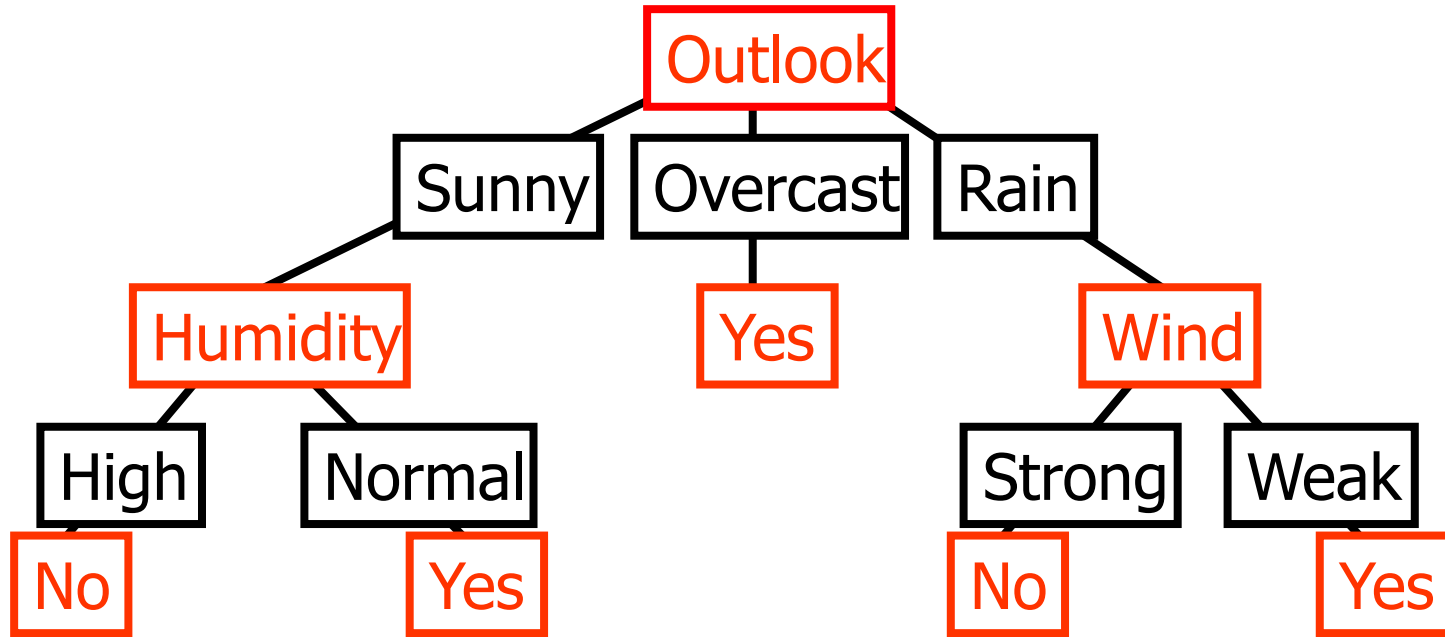 Outlook
Sunny Overcast Rain
Humidity Yes Wind
High Normal Strong Weak
No Yes No Yes